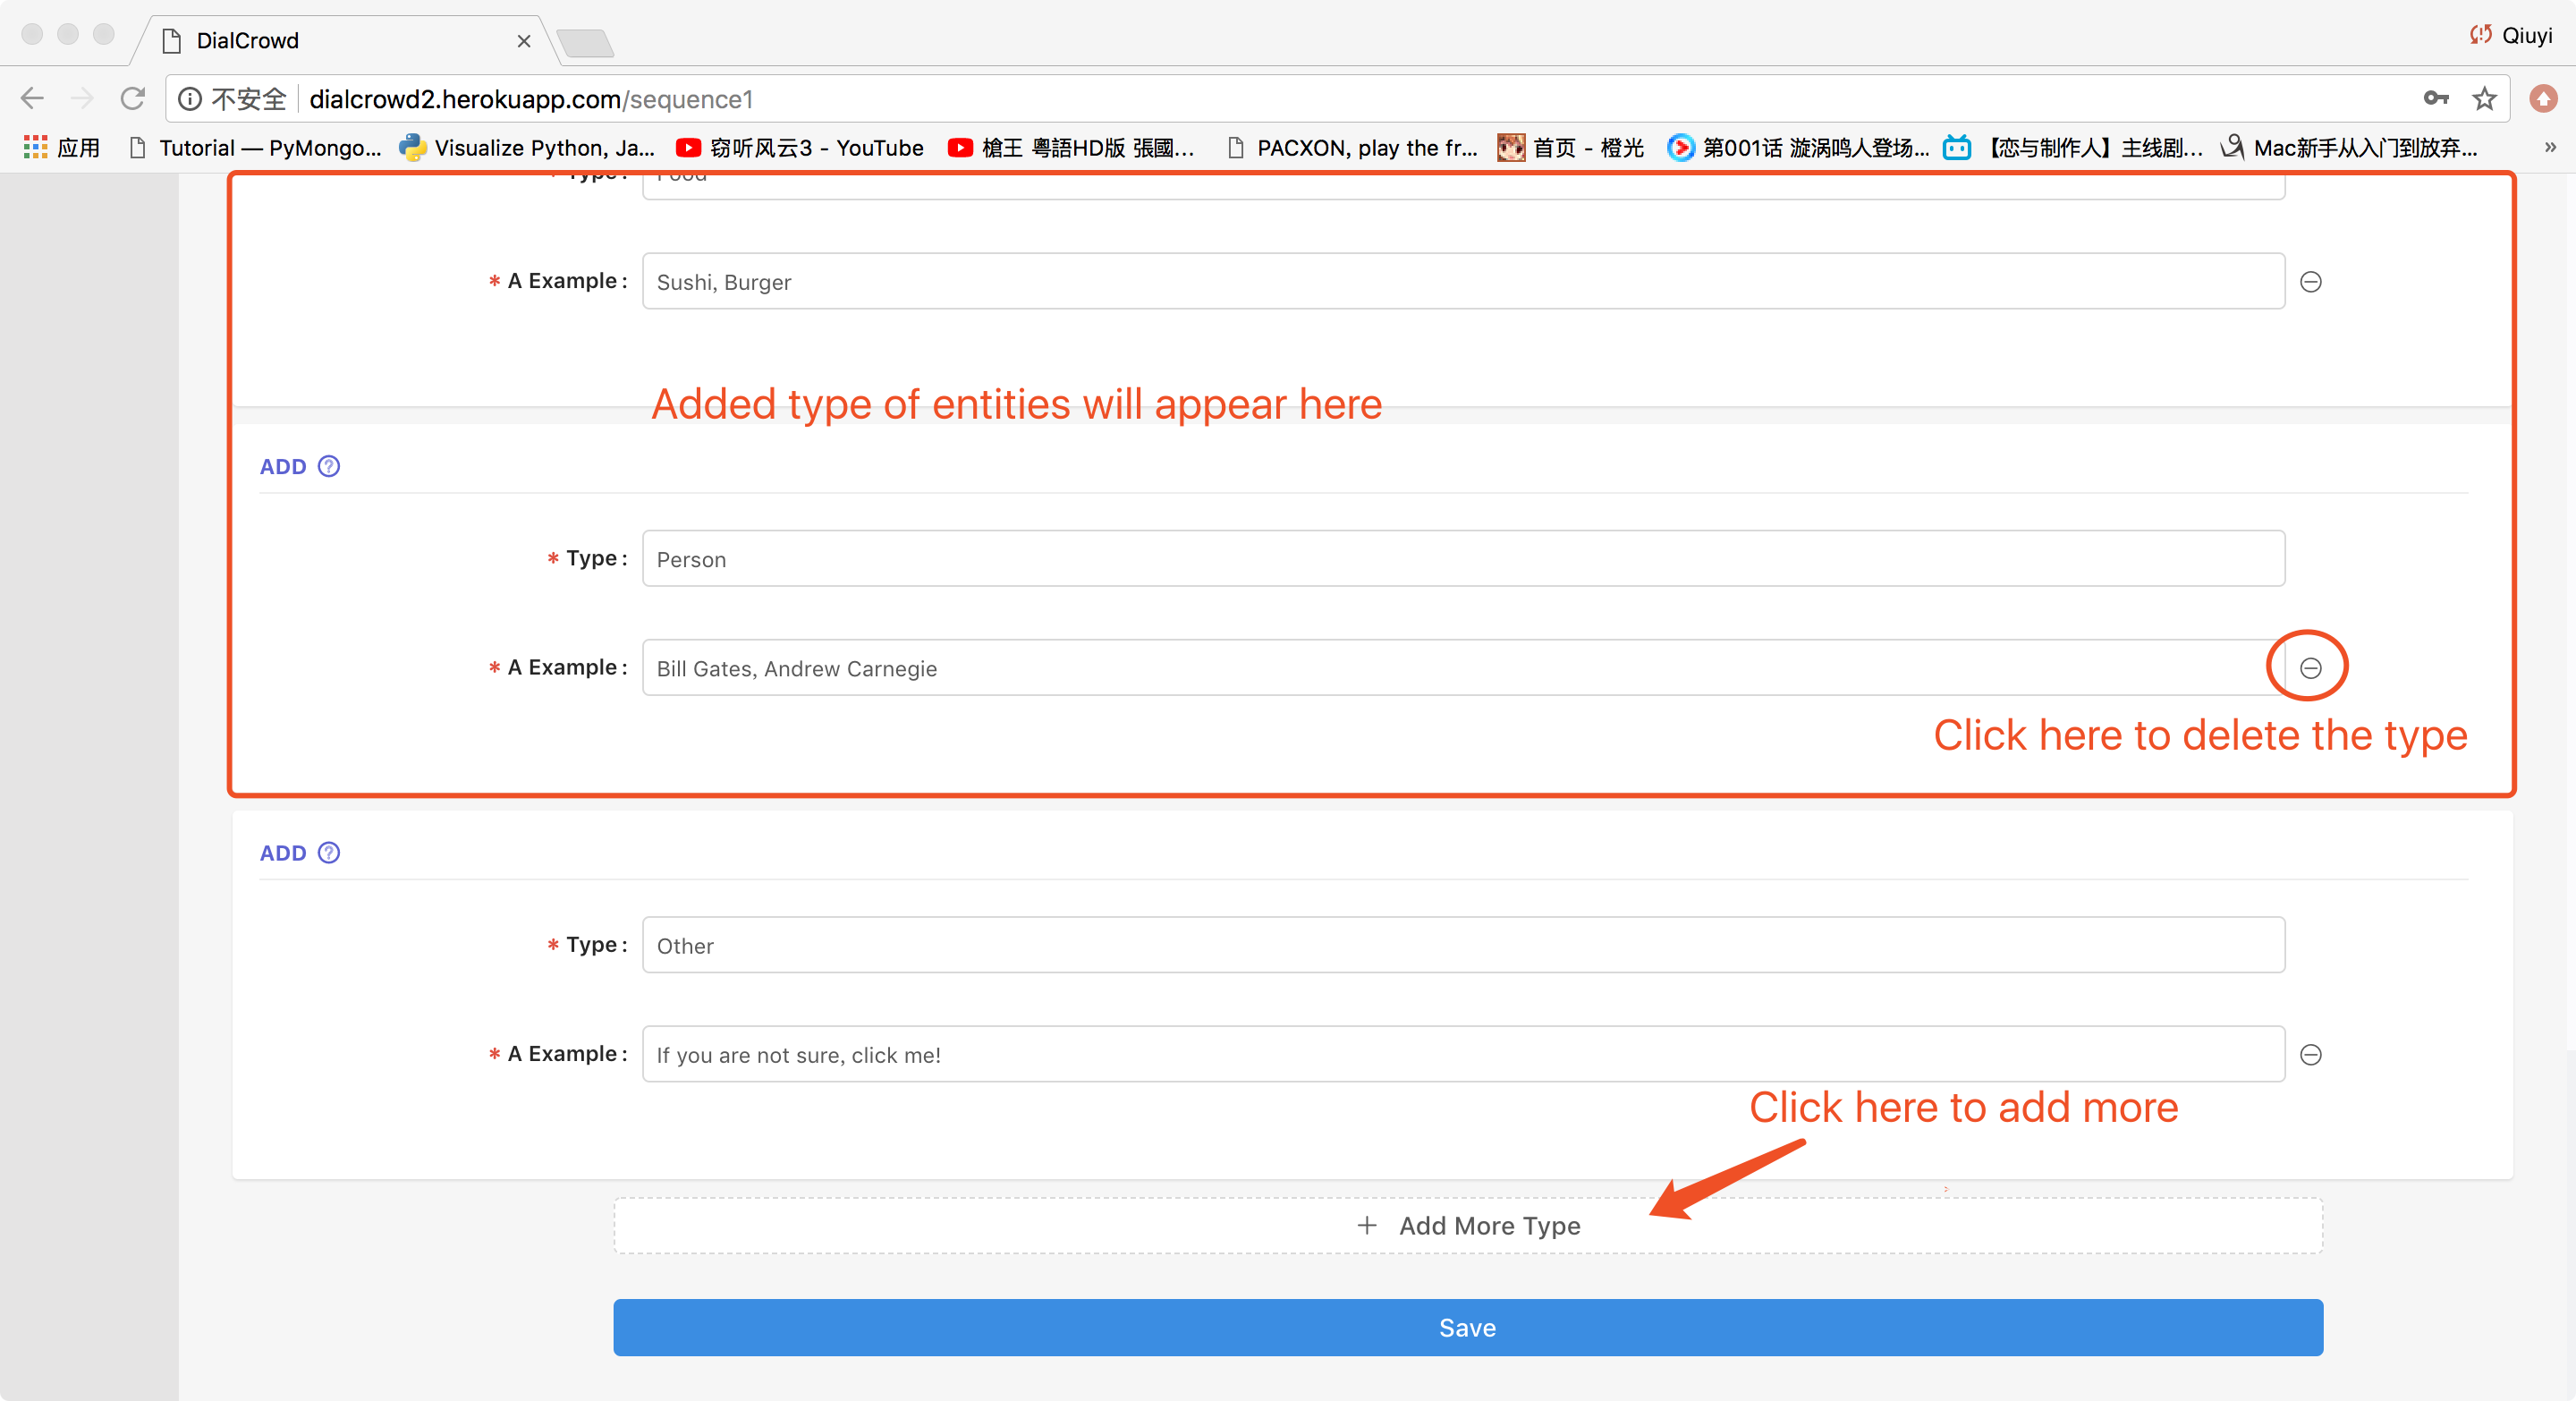 DialCrowd
Qiuyi
不安全 dialcrowd2.herokuapp.com/sequence1
应用 Tutorial — PyMongo... Visualize Python, Ja... 窃听风云3 - YouTube 槍王 粵語HD版 張國... PACXON, play the fr... 首页 - 橙光 第001话 漩涡鸣人登场... 【恋与制作人】主线剧... Mac新手从入门到放弃... »
* Type: Food
* A Example: Sushi, Burger
Added type of entities will appear here
ADD
* Type: Person
* A Example: Bill Gates, Andrew Carnegie
Click here to delete the type
ADD
* Type: Other
* A Example: If you are not sure, click me!
Click here to add more
+ Add More Type
Save